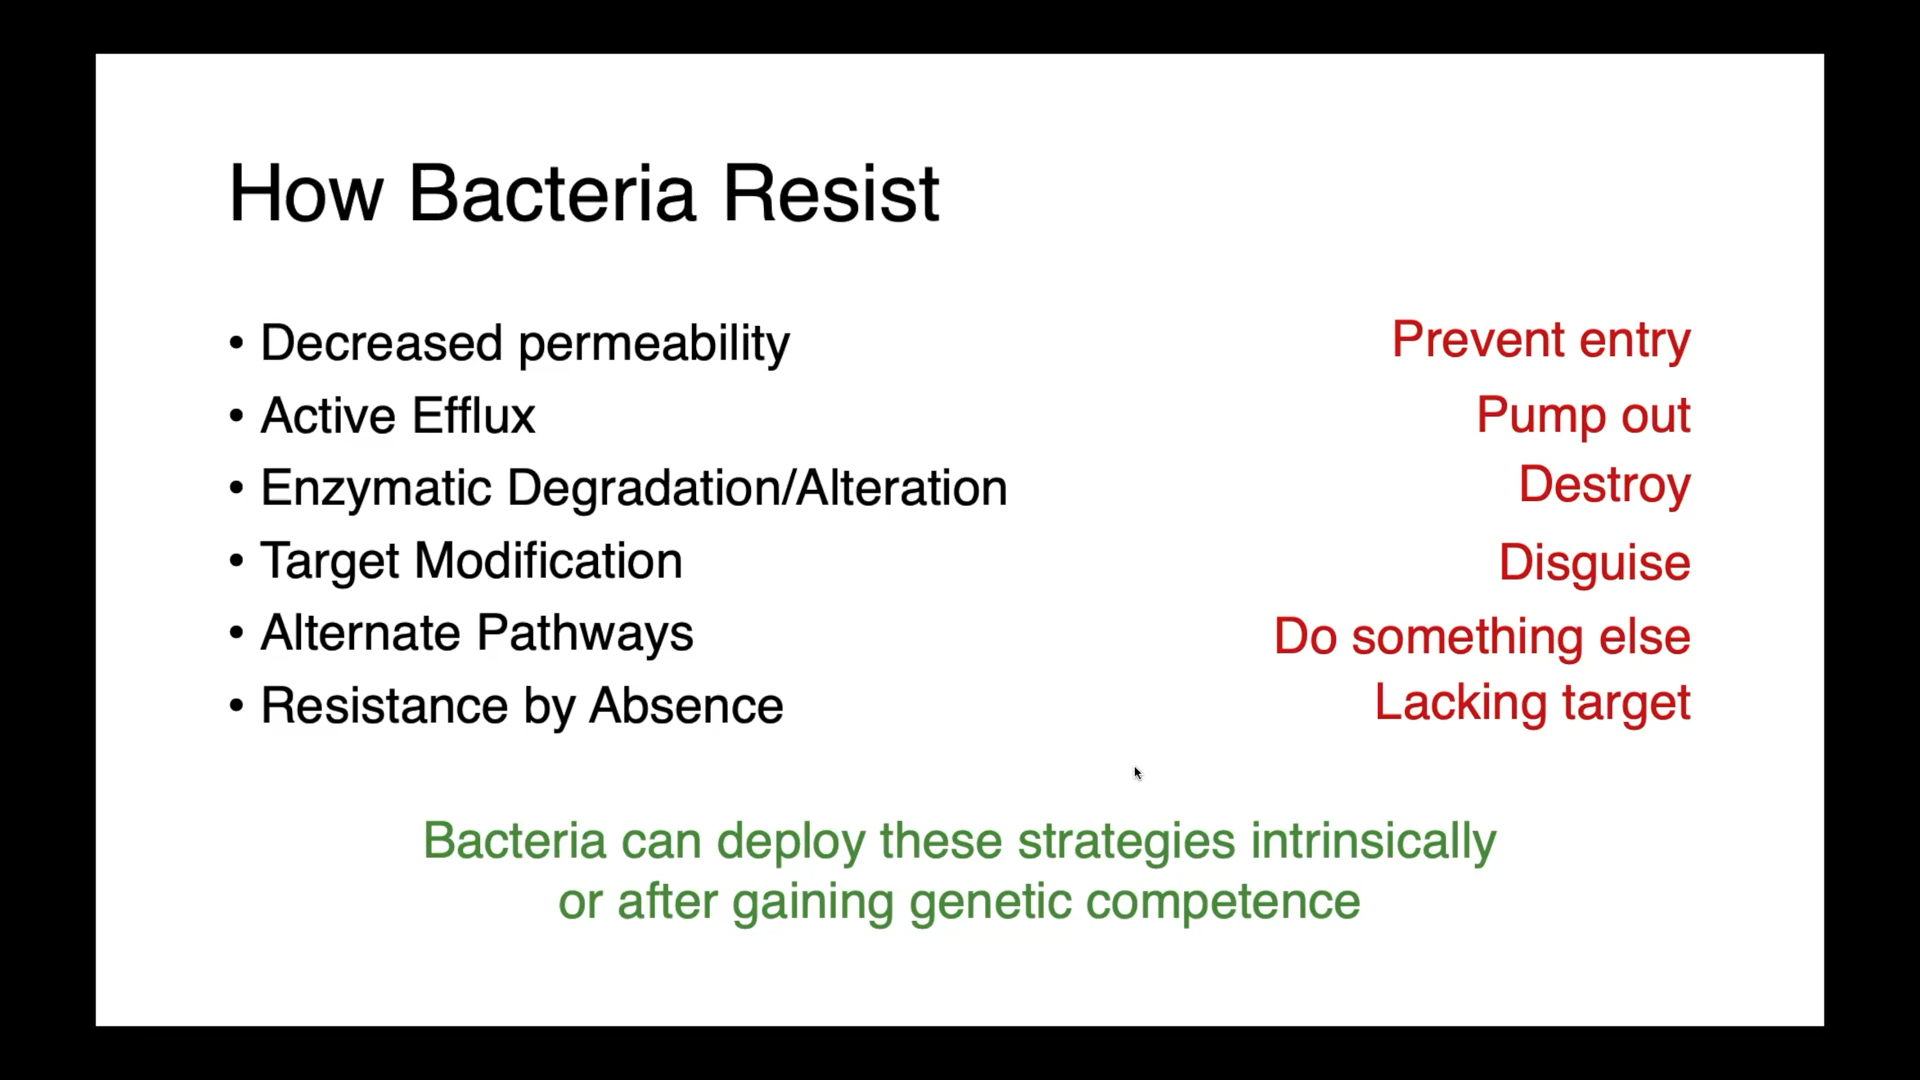 How Bacteria Resist
• Decreased permeability Prevent entry
• Active Efflux Pump out
• Enzymatic Degradation/Alteration Destroy
• Target Modification Disguise
• Alternate Pathways Do something else
• Resistance by Absence Lacking target
Bacteria can deploy these strategies intrinsically
or after gaining genetic competence